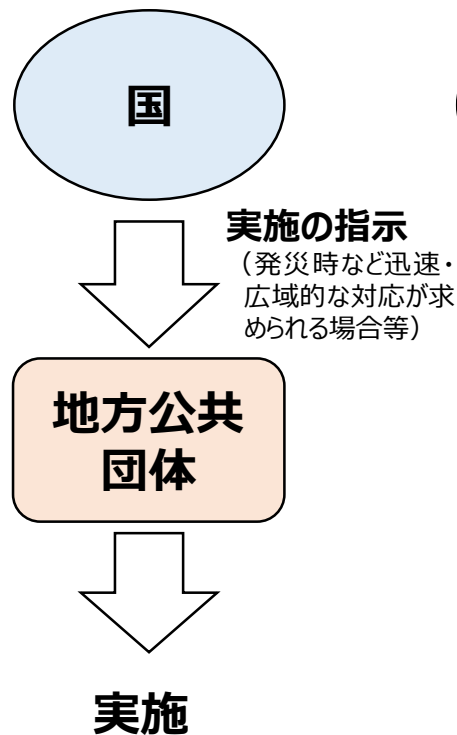 国
実施の指示
（発災時など迅速・
広域的な対応が求
められる場合等）
地方公共
団体
実施